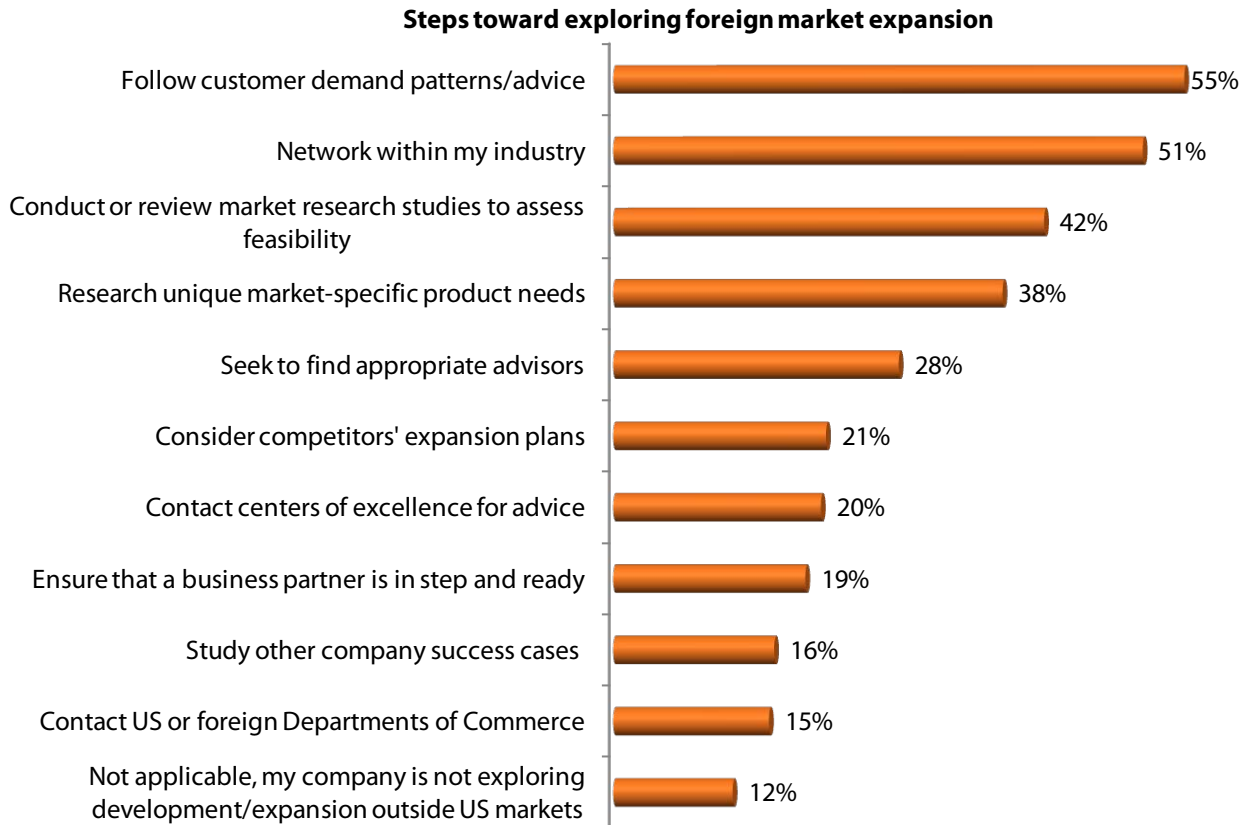 Steps toward exploring foreign market expansion
Follow customer demand patterns/advice
55%
Network within my industry
51%
Conduct or review market research studies to assess
feasibility
42%
Research unique market-specific product needs
38%
Seek to find appropriate advisors
28%
Consider competitors' expansion plans
21%
Contact centers of excellence for advice
20%
Ensure that a business partner is in step and ready
19%
Study other company success cases
16%
Contact US or foreign Departments of Commerce
15%
Not applicable, my company is not exploring
development/expansion outside US markets
12%